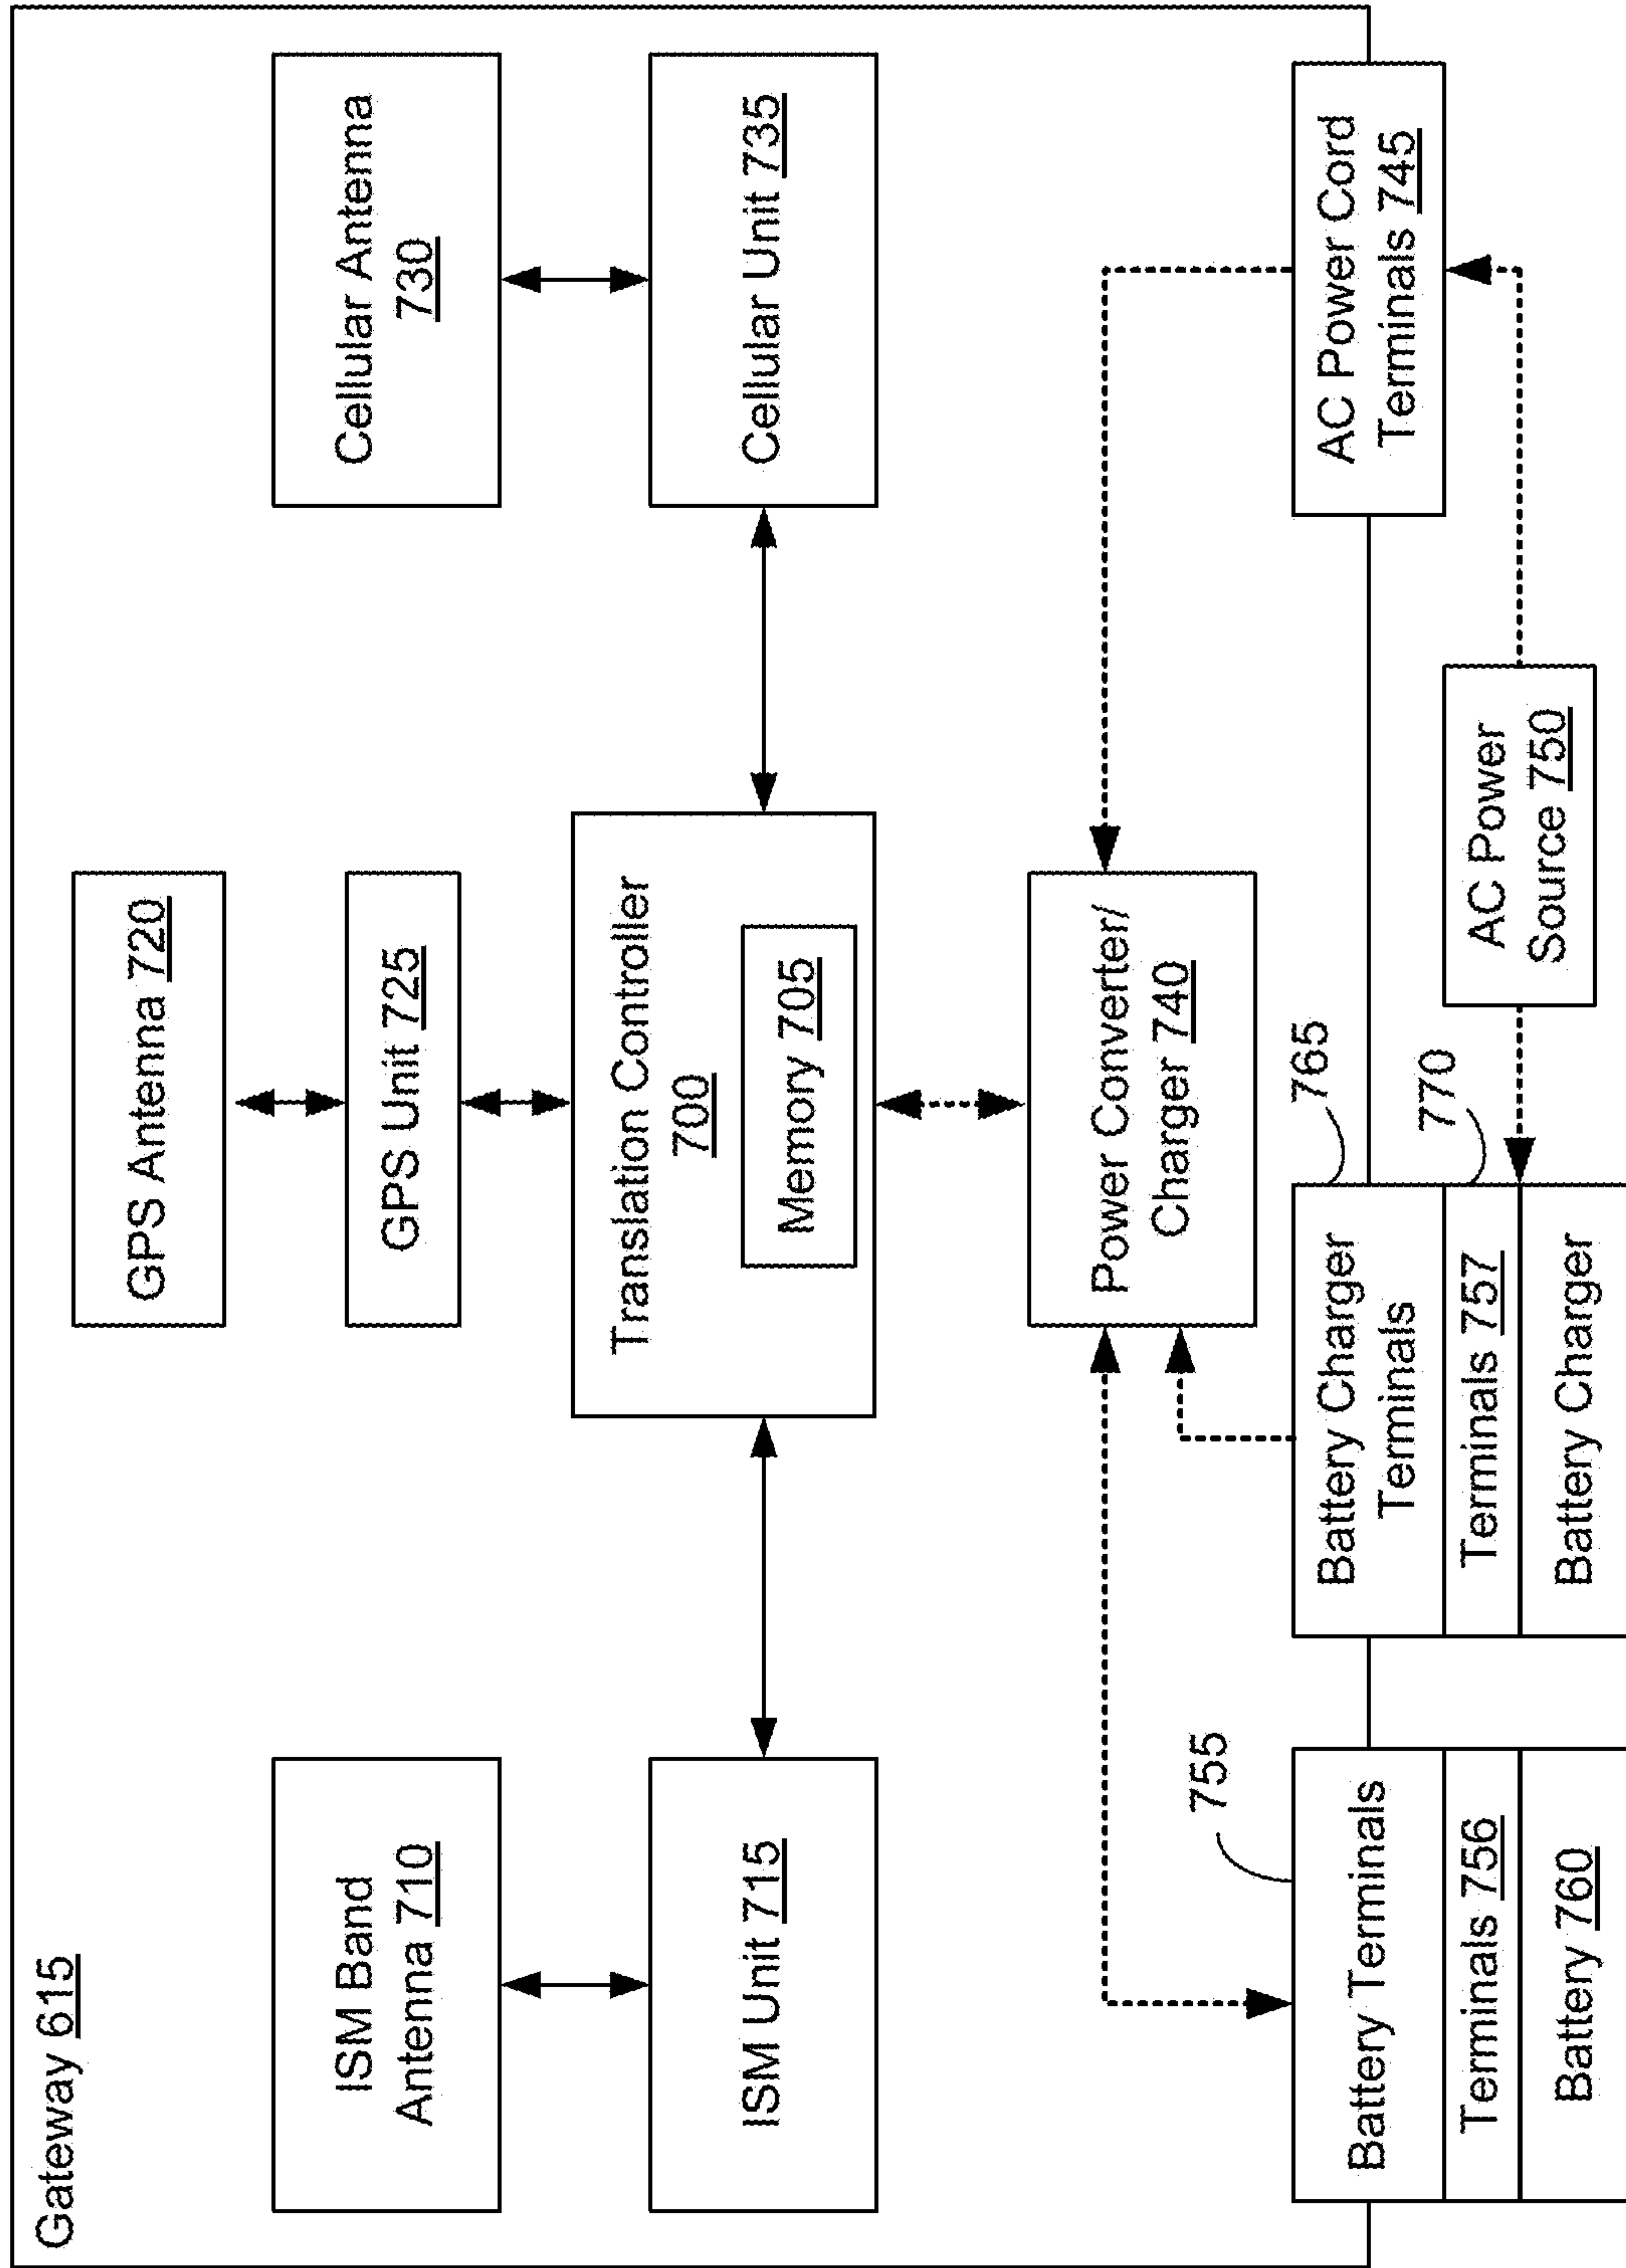 Gateway 615
GPS Antenna 720
GPS Unit 725
ISM Band
Antenna 710
Cellular Antenna
730
Translation Controller
700
Memory 705
ISM Unit 715
Cellular Unit 735
Power Converter/
Charger 740
755
765
Battery Terminals
Terminals 756
Battery 760
Battery Charger
Terminals
Terminals 757
Battery Charger
770
AC Power
Source 750
AC Power Cord
Terminals 745